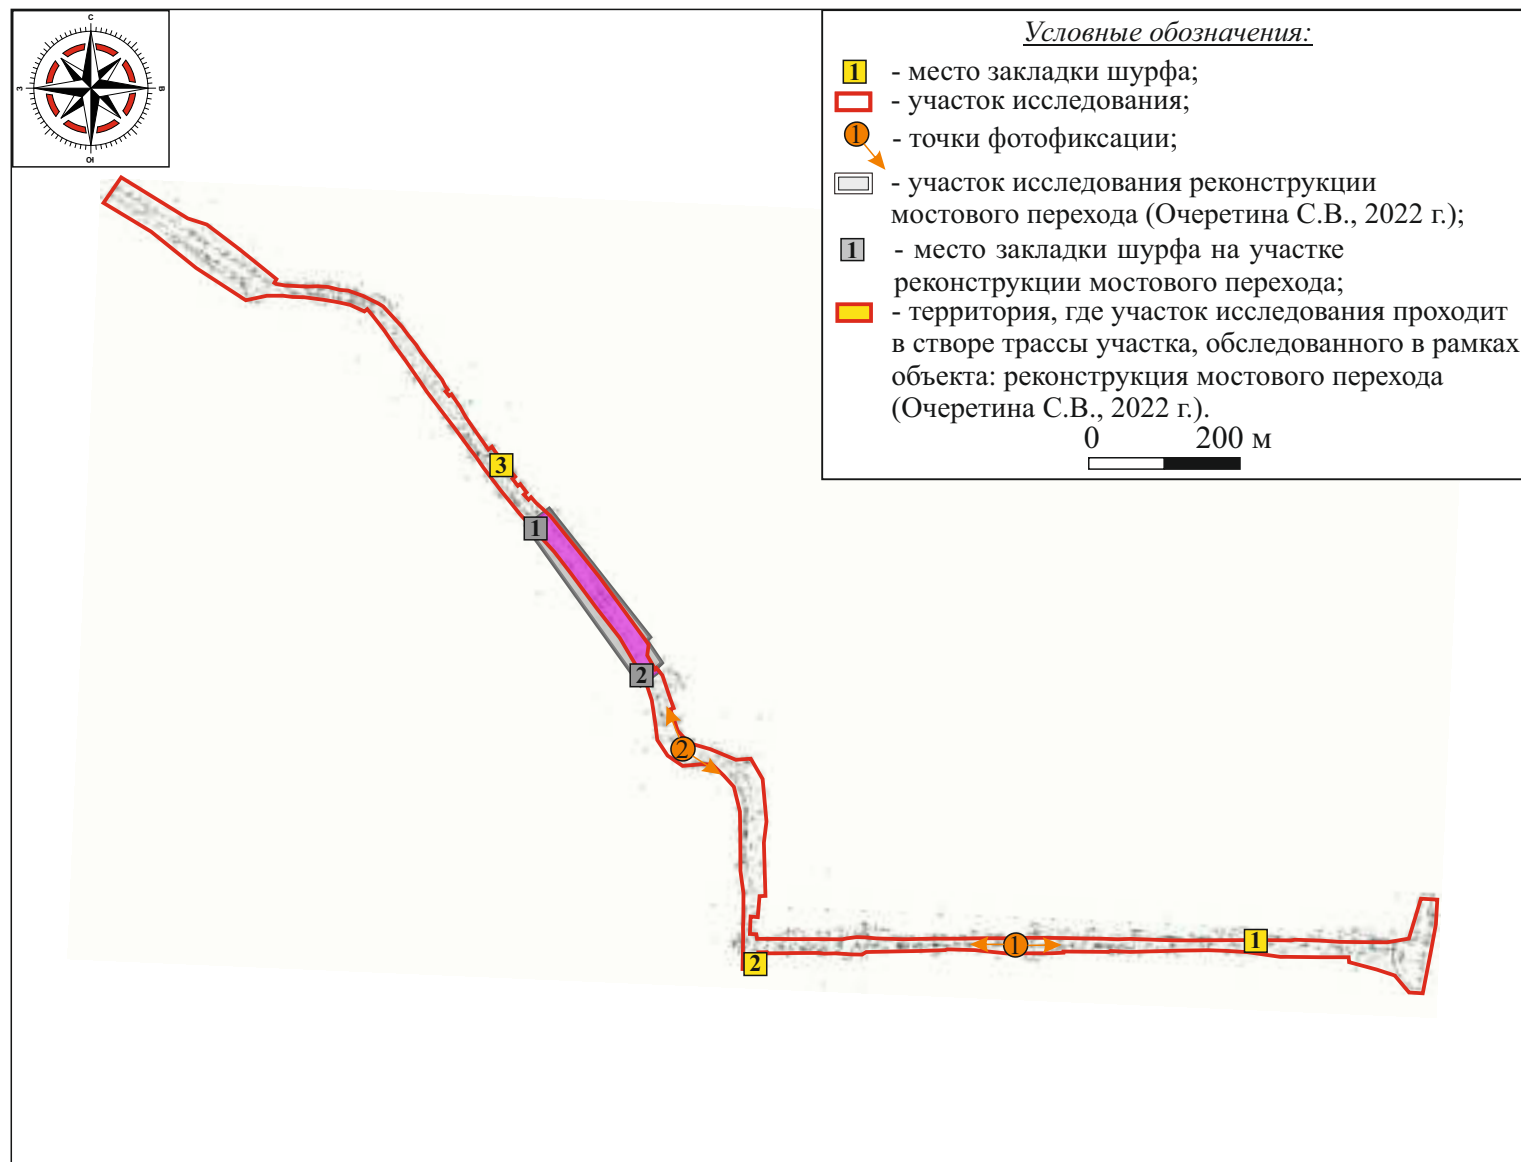 С
З
В
Ю
Условные обозначения:
1 - место закладки шурфа;
- участок исследования;
1 - точки фотофиксации;
- участок исследования реконструкции
мостового перехода (Очеретина С.В., 2022 г.);
1 - место закладки шурфа на участке
реконструкции мостового перехода;
- территория, где участок исследования проходит
в створе трассы участка, обследованного в рамках
объекта: реконструкция мостового перехода
(Очеретина С.В., 2022 г.).
0 200 м
3
1
2
2
1
1
2